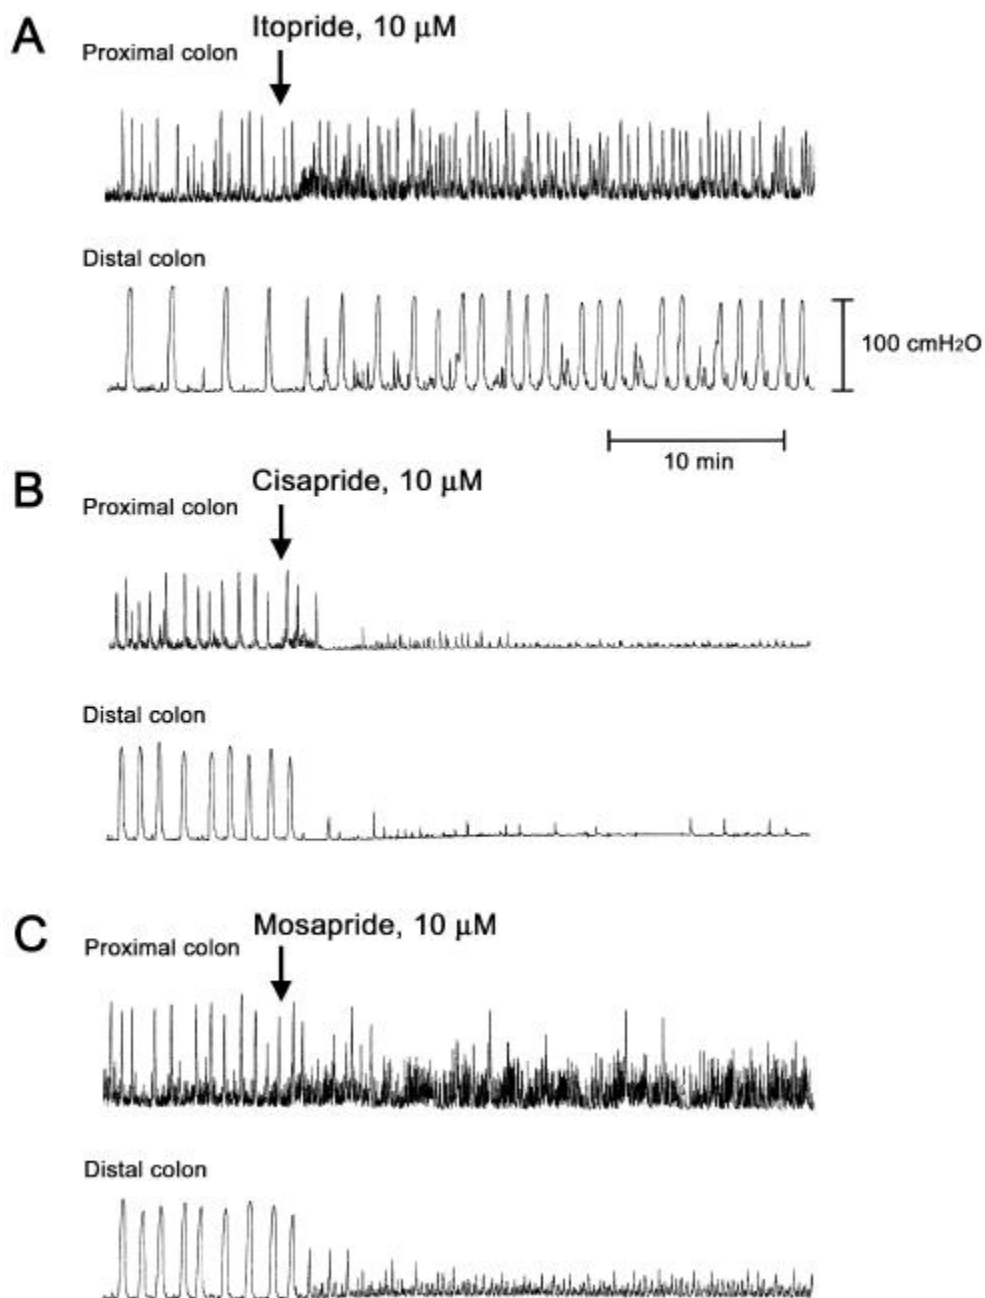 A
Itopride, 10 μM
Proximal colon
Distal colon
100 cmH2O
10 min
B
Cisapride, 10 μM
Proximal colon
Distal colon
C
Mosapride, 10 μM
Proximal colon
Distal colon